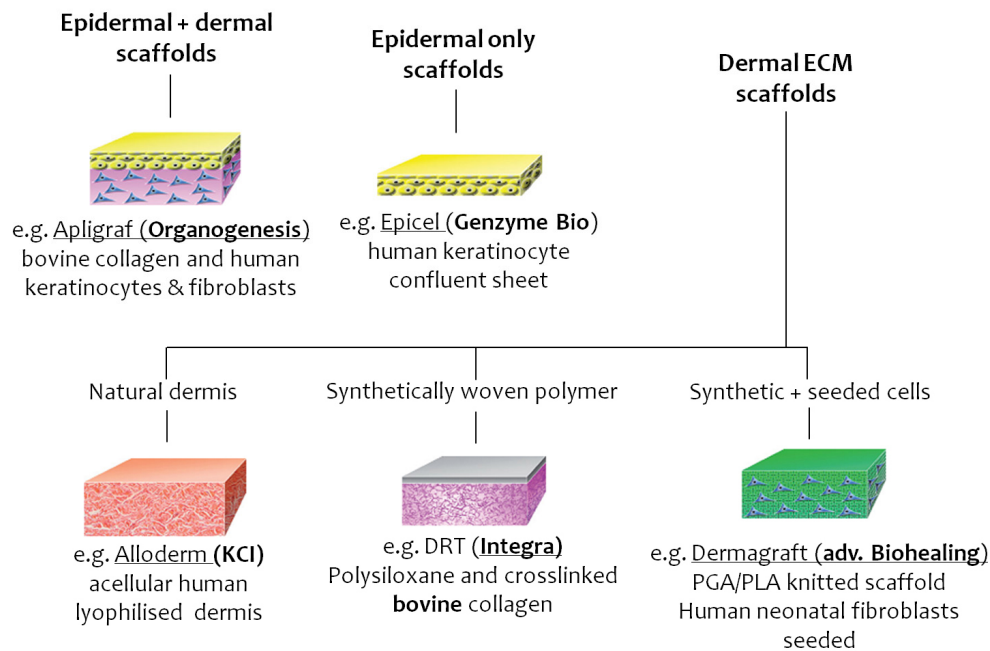 Epidermal + dermal
scaffolds
Epidermal only
scaffolds
Dermal ECM
scaffolds
e.g. Apligraf (Organogenesis)
bovine collagen and human
keratinocytes & fibroblasts
e.g. Epicel (Genzyme Bio)
human keratinocyte
confluent sheet
Natural dermis
Synthetically woven polymer
Synthetic + seeded cells
e.g. Alloderm (KCI)
acellular human
lyophilised dermis
e.g. DRT (Integra)
Polysiloxane and crosslinked
bovine collagen
e.g. Dermagraft (adv. Biohealing)
PGA/PLA knitted scaffold
Human neonatal fibroblasts
seeded